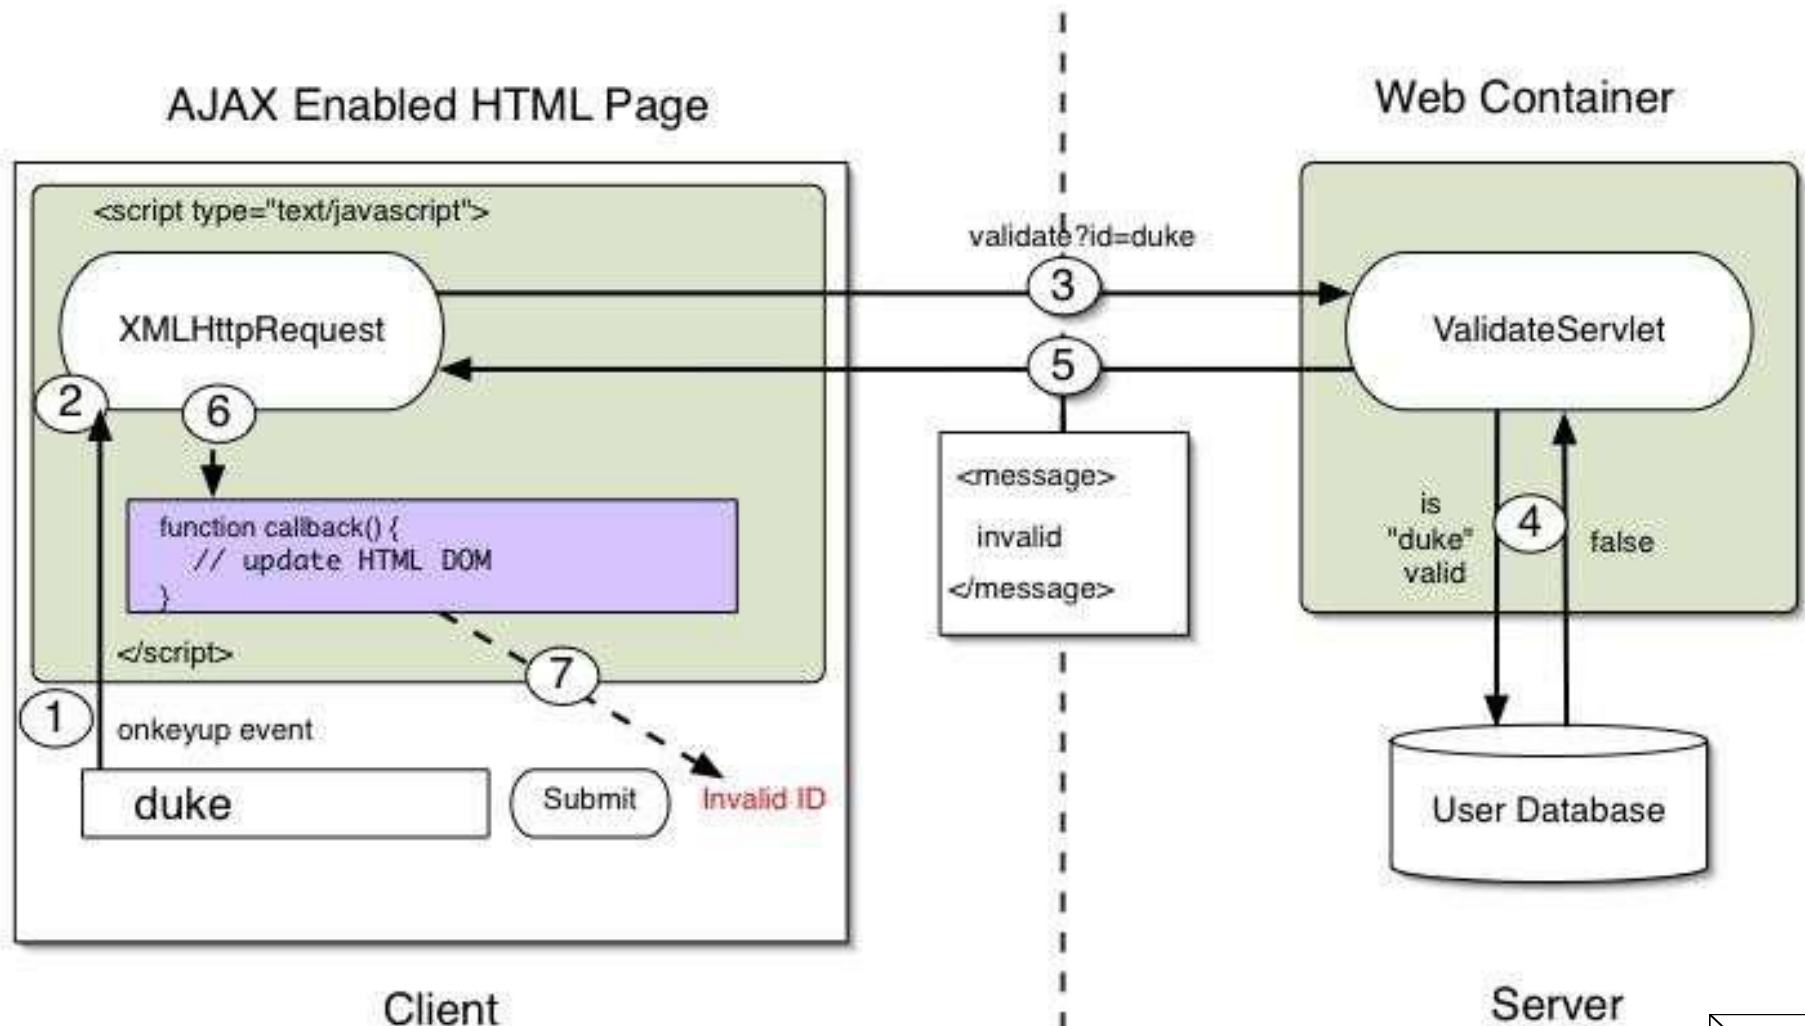 AJAX Enabled HTML Page
<script type="text/javascript">
XMLHttpRequest
2
6
function callback() {
// update HTML DOM
}
</script>
7
1
onkeyup event
duke
Submit
Invalid ID
Client
validate?id=duke
3
5
<message>
invalid
</message>
Web Container
ValidateServlet
is
"duke"
valid
4
false
User Database
Server